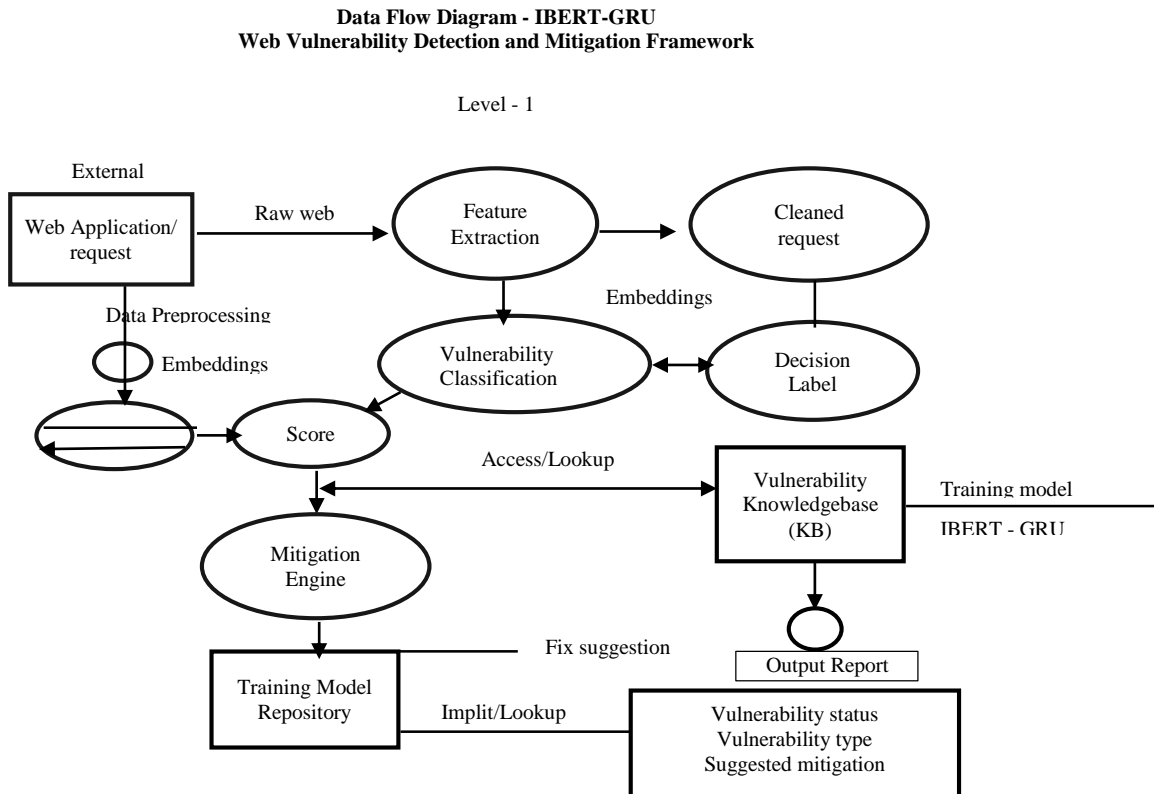 Data Flow Diagram - IBERT-GRU
Web Vulnerability Detection and Mitigation Framework
Level - 1
External
Web Application/
request
Raw web
Feature
Extraction
Cleaned
request
Data Preprocessing
Embeddings
Embeddings
Vulnerability
Classification
Decision
Label
Score
Access/Lookup
Vulnerability
Knowledgebase
(KB)
Training model
IBERT - GRU
Mitigation
Engine
Fix suggestion
Output Report
Training Model
Repository
Implit/Lookup
Vulnerability status
Vulnerability type
Suggested mitigation